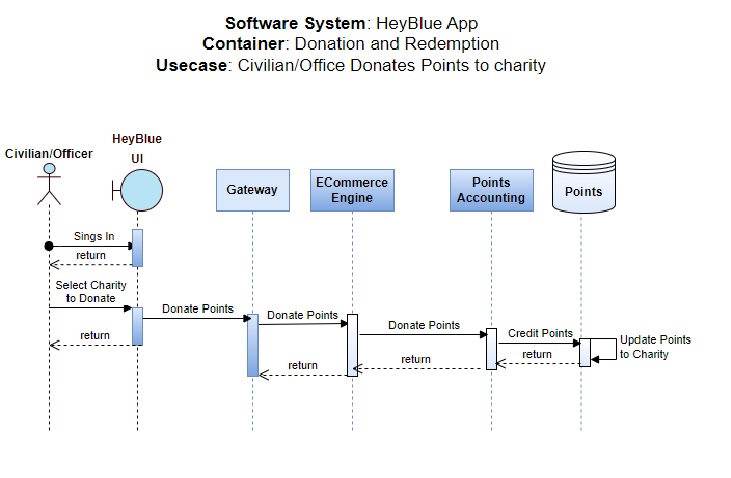 Software System: HeyBlue App
Container: Donation and Redemption
Usecase: Civilian/Office Donates Points to charity
Civilian/Officer
HeyBlue
UI
Gateway
ECommerce
Engine
Points
Accounting
Points
Sings In
return
Select Charity
to Donate
Donate Points
Donate Points
Donate Points
Credit Points
Update Points
to Charity
return
return
return
return